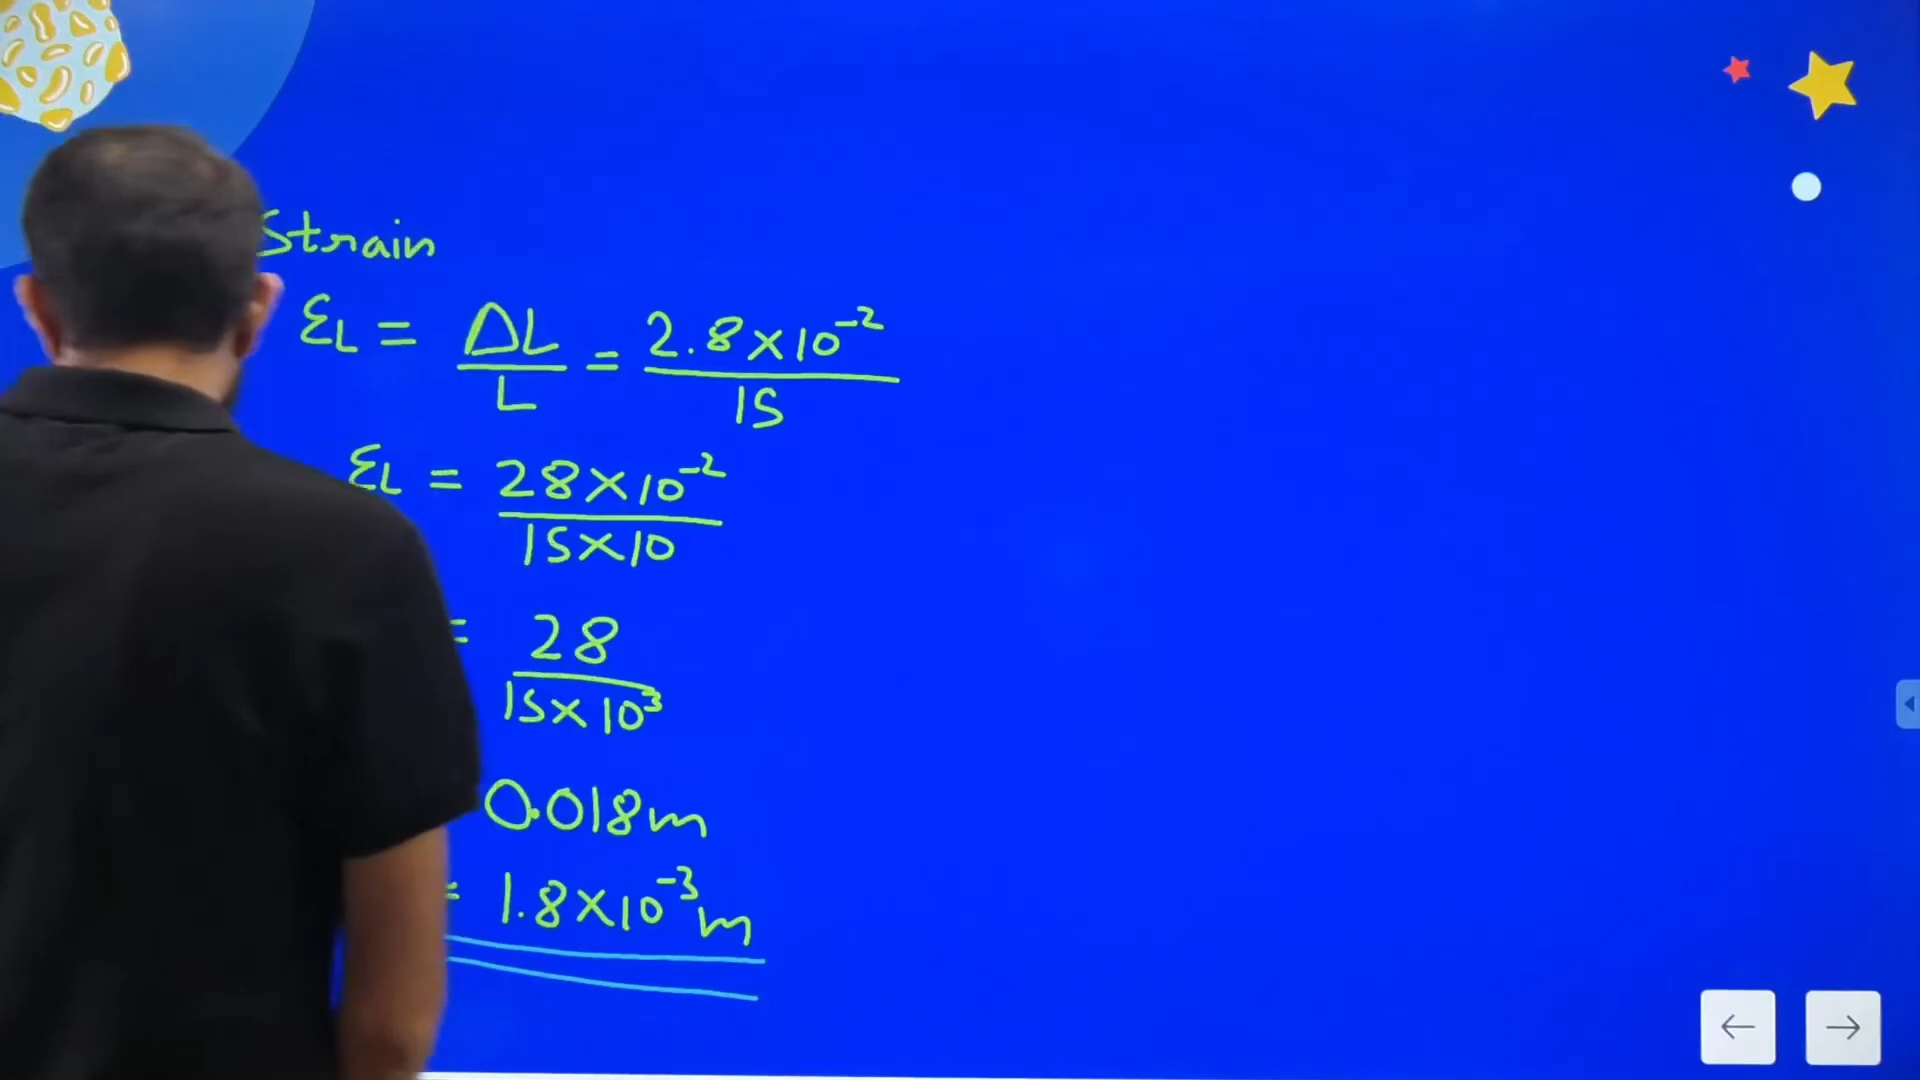 Strain
εL = ΔL / L = 2.8×10⁻² / 15
εL = 28×10⁻² / 15×10
= 28 / 15×10³
0.018m
= 1.8×10⁻³m